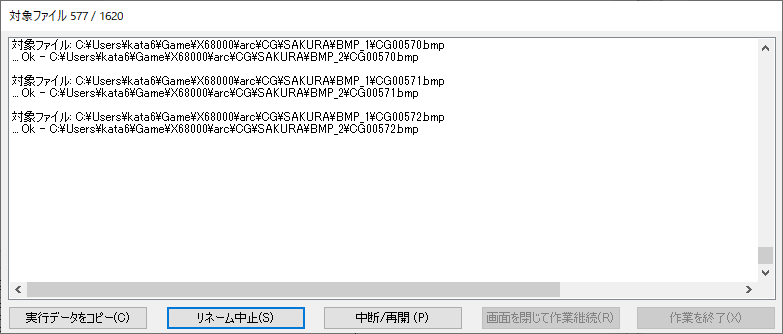 対象ファイル 577 / 1620
対象ファイル: C:¥Users¥kata6¥Game¥X68000¥arc¥CG¥SAKURA¥BMP_1¥CG00570.bmp
... Ok - C:¥Users¥kata6¥Game¥X68000¥arc¥CG¥SAKURA¥BMP_2¥CG00570.bmp
対象ファイル: C:¥Users¥kata6¥Game¥X68000¥arc¥CG¥SAKURA¥BMP_1¥CG00571.bmp
... Ok - C:¥Users¥kata6¥Game¥X68000¥arc¥CG¥SAKURA¥BMP_2¥CG00571.bmp
対象ファイル: C:¥Users¥kata6¥Game¥X68000¥arc¥CG¥SAKURA¥BMP_1¥CG00572.bmp
... Ok - C:¥Users¥kata6¥Game¥X68000¥arc¥CG¥SAKURA¥BMP_2¥CG00572.bmp
実行データをコピー(C)
リネーム中止(S)
中断/再開 (P)
画面を閉じて作業継続(R)
作業を終了(X)